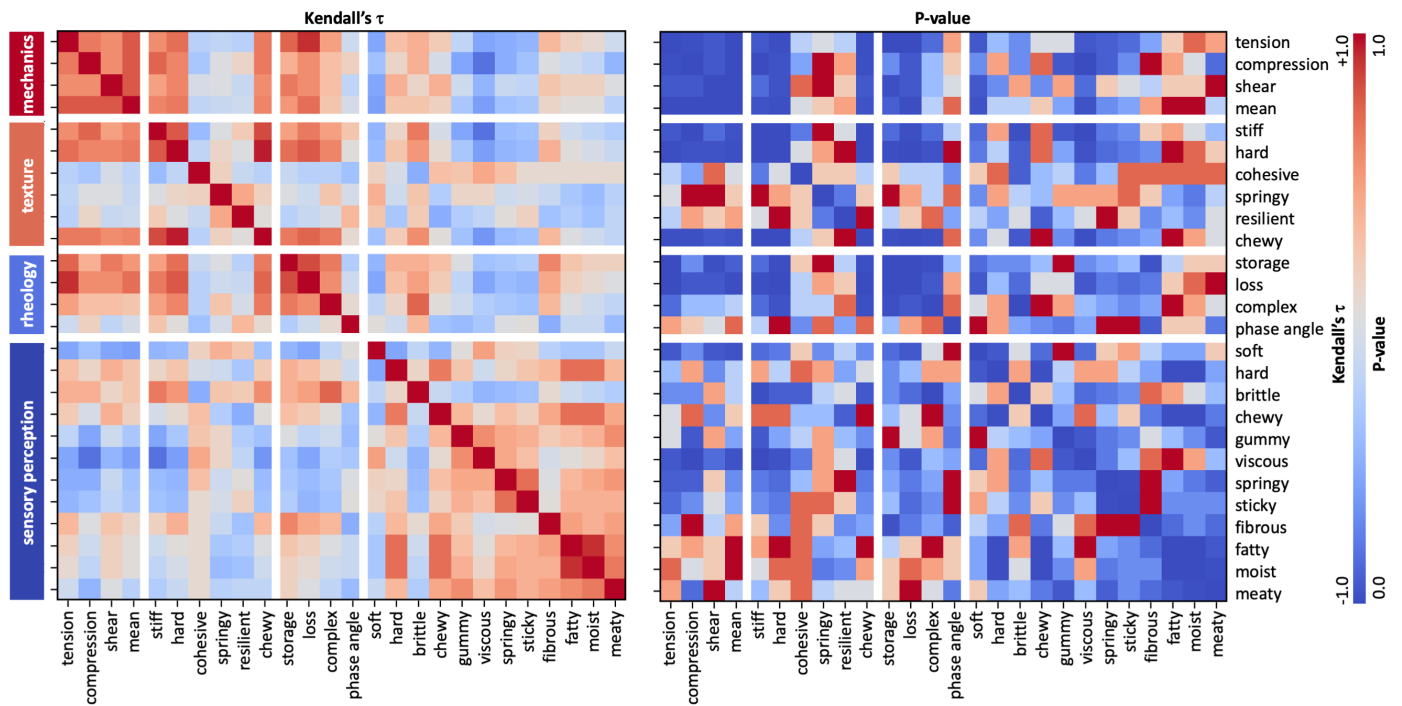 Kendall's τ
P-value
mechanics
texture
rheology
sensory perception
tension
compression
shear
mean
stiff
hard
cohesive
springy
resilient
chewy
storage
loss
complex
phase angle
soft
hard
brittle
chewy
gummy
viscous
springy
sticky
fibrous
fatty
moist
meaty
+1.0
1.0
Kendall's τ
P-value
-1.0
0.0
tension
compression
shear
mean
stiff
hard
cohesive
springy
resilient
chewy
storage
loss
complex
phase angle
soft
hard
brittle
chewy
gummy
viscous
springy
sticky
fibrous
fatty
moist
meaty
tension
compression
shear
mean
stiff
hard
cohesive
springy
resilient
chewy
storage
loss
complex
phase angle
soft
hard
brittle
chewy
gummy
viscous
springy
sticky
fibrous
fatty
moist
meaty